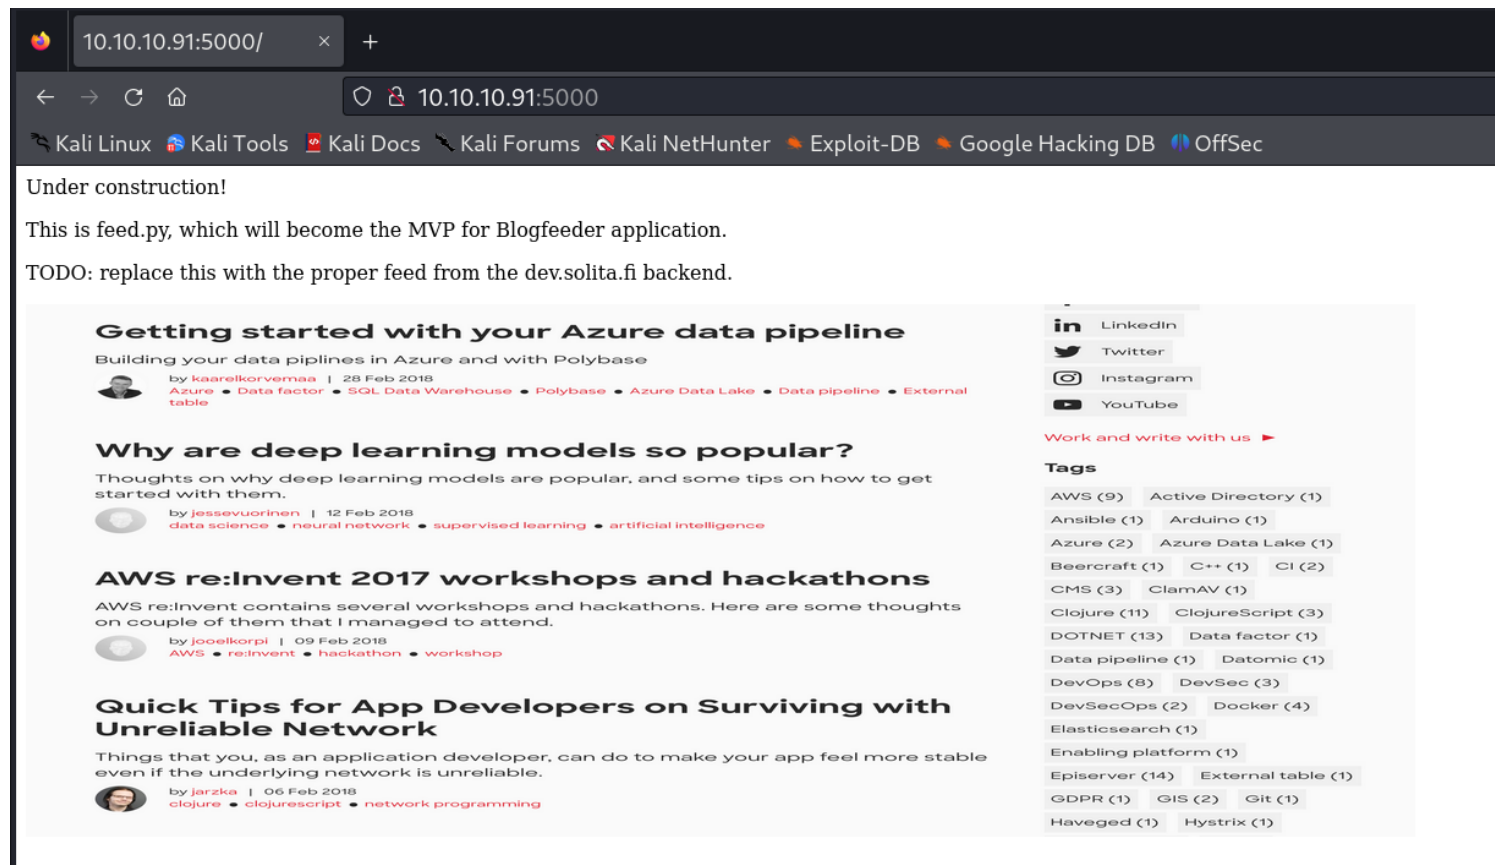 10.10.10.91:5000/
10.10.10.91:5000
Kali Linux Kali Tools Kali Docs Kali Forums Kali NetHunter Exploit-DB Google Hacking DB OffSec
Under construction!
This is feed.py, which will become the MVP for Blogfeeder application.
TODO: replace this with the proper feed from the dev.solita.fi backend.
Getting started with your Azure data pipeline
Building your data piplines in Azure and with Polybase
by kaarelkorvemaa | 28 Feb 2018
Azure • Data factor • SQL Data Warehouse • Polybase • Azure Data Lake • Data pipeline • External
table
Why are deep learning models so popular?
Thoughts on why deep learning models are popular, and some tips on how to get
started with them.
by jessevuorinen | 12 Feb 2018
data science • neural network • supervised learning • artificial intelligence
AWS re:Invent 2017 workshops and hackathons
AWS re:Invent contains several workshops and hackathons. Here are some thoughts
on couple of them that I managed to attend.
by jooelkorpi | 09 Feb 2018
AWS • re:Invent • hackathon • workshop
Quick Tips for App Developers on Surviving with
Unreliable Network
Things that you, as an application developer, can do to make your app feel more stable
even if the underlying network is unreliable.
by jarzka | 06 Feb 2018
clojure • clojurescript • network programming
LinkedIn
Twitter
Instagram
YouTube
Work and write with us ►
Tags
AWS (9) Active Directory (1)
Ansible (1) Arduino (1)
Azure (2) Azure Data Lake (1)
Beercraft (1) C++ (1) CI (2)
CMS (3) ClamAV (1)
Clojure (11) ClojureScript (3)
DOTNET (13) Data factor (1)
Data pipeline (1) Datomic (1)
DevOps (8) DevSec (3)
DevSecOps (2) Docker (4)
Elasticsearch (1)
Enabling platform (1)
Episerver (14) External table (1)
GDPR (1) GIS (2) Git (1)
Haveged (1) Hystrix (1)